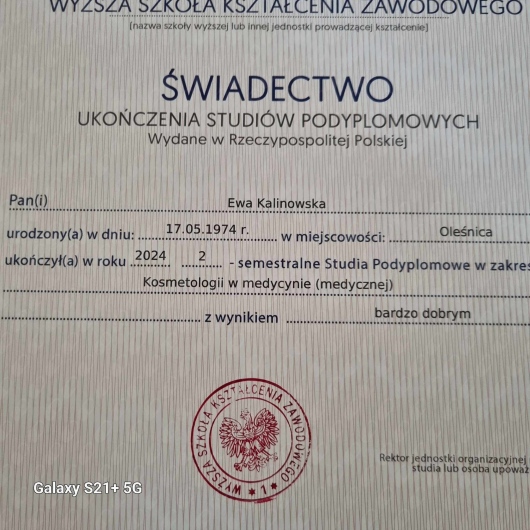 WYŻSZA SZKOŁA KSZTAŁCENIA ZAWODOWEGO
[nazwa szkoły wyższej lub innej jednostki prowadzącej kształcenie]
ŚWIADECTWO
UKOŃCZENIA STUDIÓW PODYPLOMOWYCH
Wydane w Rzeczypospolitej Polskiej
Pan(i) Ewa Kalinowska
urodzony(a) w dniu: 17.05.1974 r. w miejscowości: Oleśnica
ukończył(a) w roku 2024 2 - semestralne Studia Podyplomowe w zakres
Kosmetologii w medycynie (medycznej)
z wynikiem bardzo dobrym
WYŻSZA SZKOŁA KSZTAŁCENIA ZAWODOWEGO * 1 *
Rektor jednostki organizacyjnej
studia lub osoba upoważ
Galaxy S21+ 5G